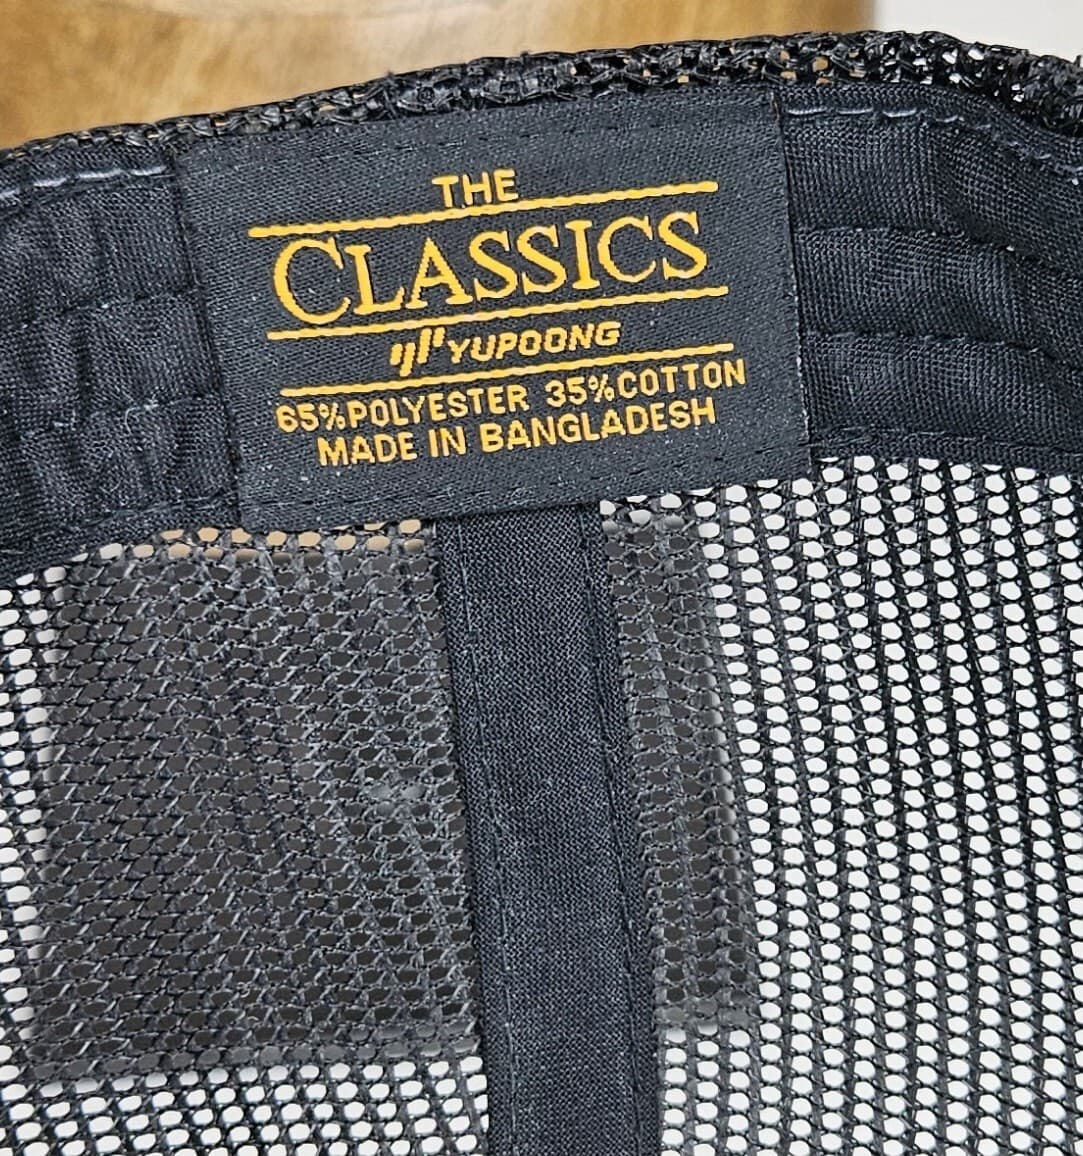 THE
CLASSICS
YUPOONG
65%POLYESTER 35%COTTON
MADE IN BANGLADESH